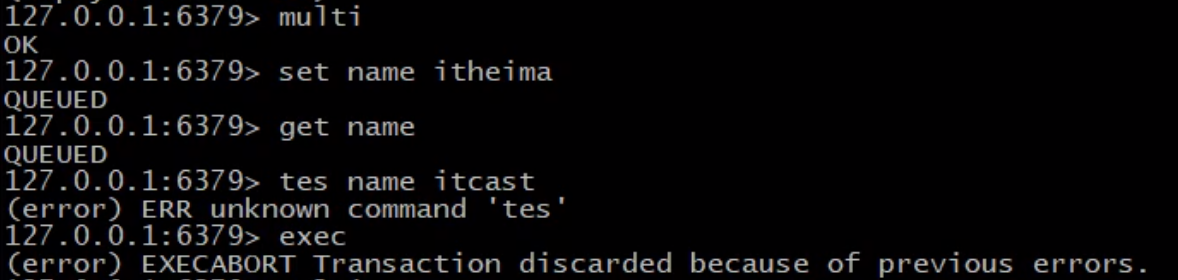 127.0.0.1:6379> multi
OK
127.0.0.1:6379> set name itheima
QUEUED
127.0.0.1:6379> get name
QUEUED
127.0.0.1:6379> tes name itcast
(error) ERR unknown command 'tes'
127.0.0.1:6379> exec
(error) EXECABORT Transaction discarded because of previous errors.